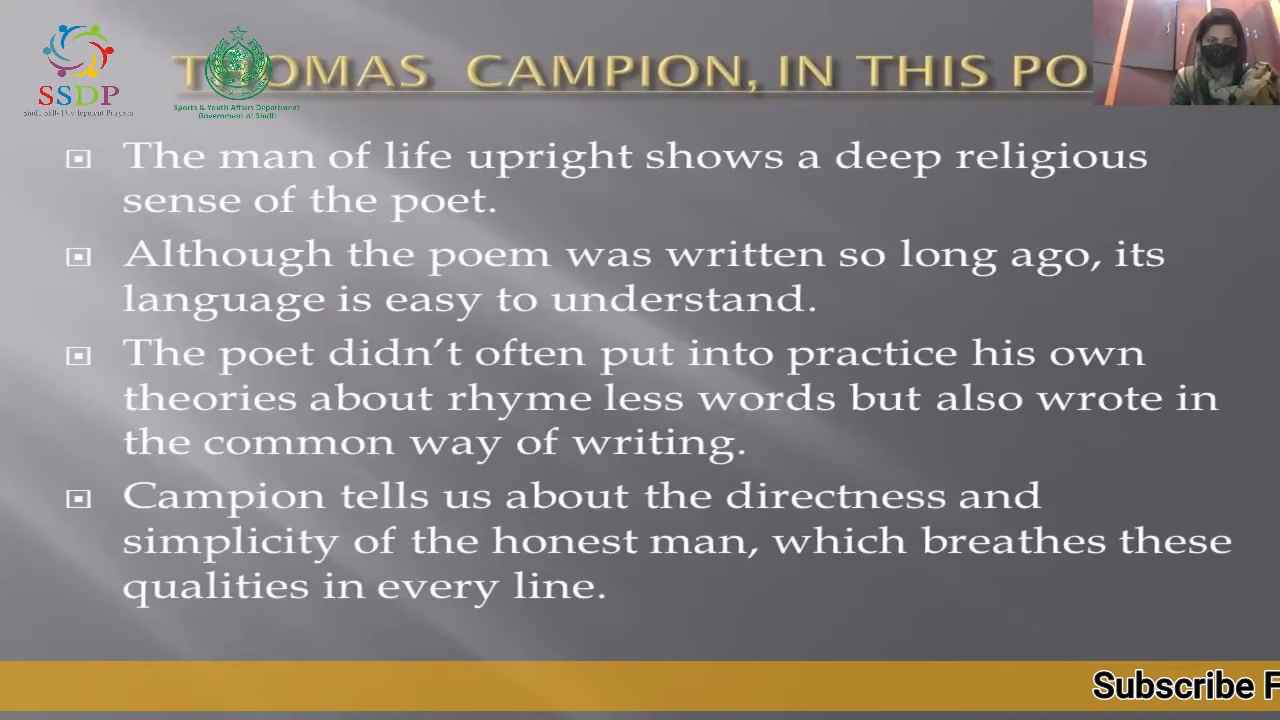 SSDP
Sindh Skills Development Program
Sports & Youth Affairs Department
Government of Sindh
THOMAS CAMPION, IN THIS PO
The man of life upright shows a deep religious
sense of the poet.
Although the poem was written so long ago, its
language is easy to understand.
The poet didn't often put into practice his own
theories about rhyme less words but also wrote in
the common way of writing.
Campion tells us about the directness and
simplicity of the honest man, which breathes these
qualities in every line.
Subscribe F